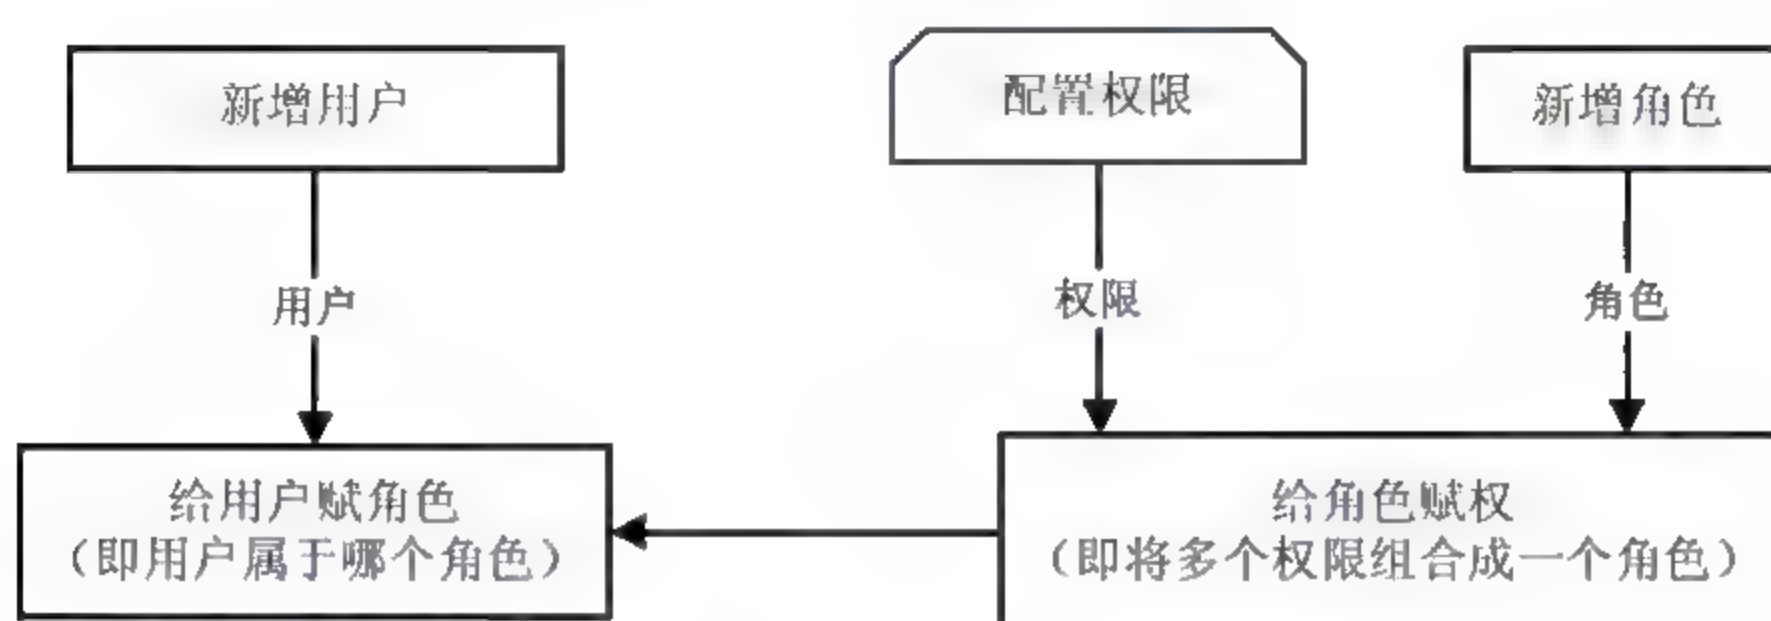 新增用户
配置权限
新增角色
用户
权限
角色
给用户赋角色
（即用户属于哪个角色）
给角色赋权
（即将多个权限组合成一个角色）